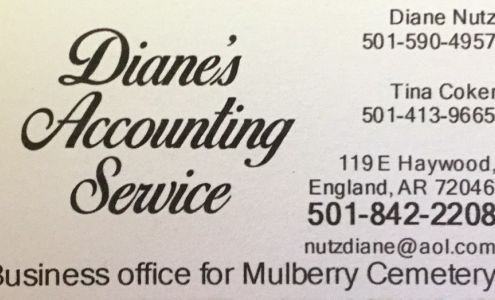 Diane's
Accounting
Service
Diane Nutz
501-590-4957
Tina Coker
501-413-9665
119 E Haywood,
England, AR 72046
501-842-2208
nutzdiane@aol.com
Business office for Mulberry Cemetery